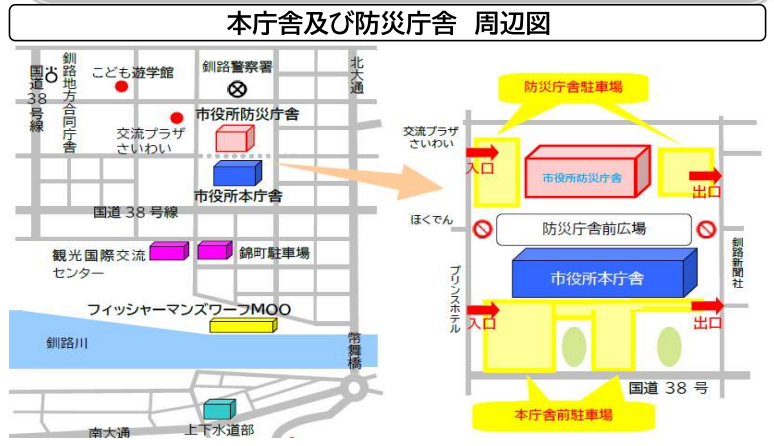 本庁舎及び防災庁舎 周辺図
国道38号線
釧路地方合同庁舎
こども遊学館
釧路警察署
北大通
市役所防災庁舎
交流プラザ
さいわい
市役所本庁舎
国道 38 号線
観光国際交流
センター
錦町駐車場
フィッシャーマンズワーフMOO
釧路川
幣舞橋
南大通
上下水道部
防災庁舎駐車場
交流プラザ
さいわい
入口
市役所防災庁舎
出口
ほくでん
防災庁舎前広場
釧路新聞社
プリンスホテル
市役所本庁舎
入口
出口
国道 38 号
本庁舎前駐車場